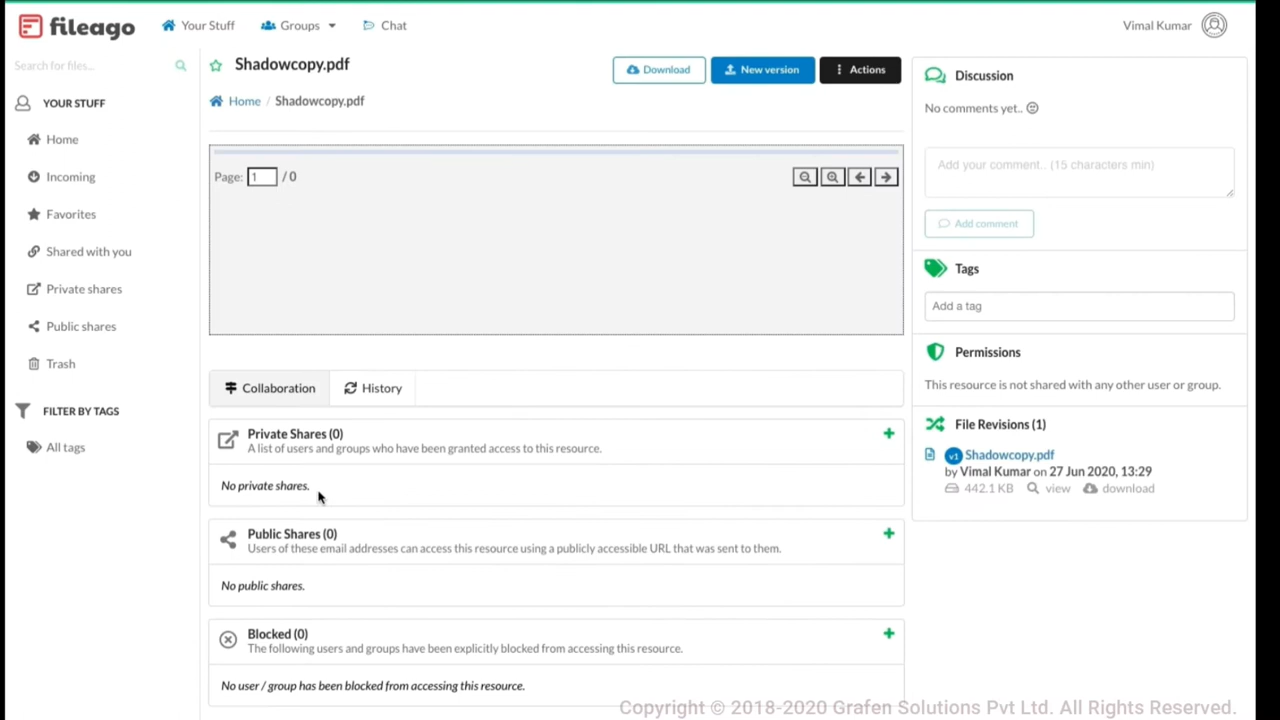 fileago
Your Stuff
Groups
Chat
Vimal Kumar
Search for files...
YOUR STUFF
Home
Incoming
Favorites
Shared with you
Private shares
Public shares
Trash
FILTER BY TAGS
All tags
Shadowcopy.pdf
Download
New version
Actions
Home / Shadowcopy.pdf
Page: 1 / 0
Collaboration
History
Private Shares (0)
A list of users and groups who have been granted access to this resource.
No private shares.
Public Shares (0)
Users of these email addresses can access this resource using a publicly accessible URL that was sent to them.
No public shares.
Blocked (0)
The following users and groups have been explicitly blocked from accessing this resource.
No user / group has been blocked from accessing this resource.
Discussion
No comments yet..
Add your comment.. (15 characters min)
Add comment
Tags
Add a tag
Permissions
This resource is not shared with any other user or group.
File Revisions (1)
v1 Shadowcopy.pdf
by Vimal Kumar on 27 Jun 2020, 13:29
442.1 KB view download
Copyright © 2018-2020 Grafen Solutions Pvt Ltd. All Rights Reserved.